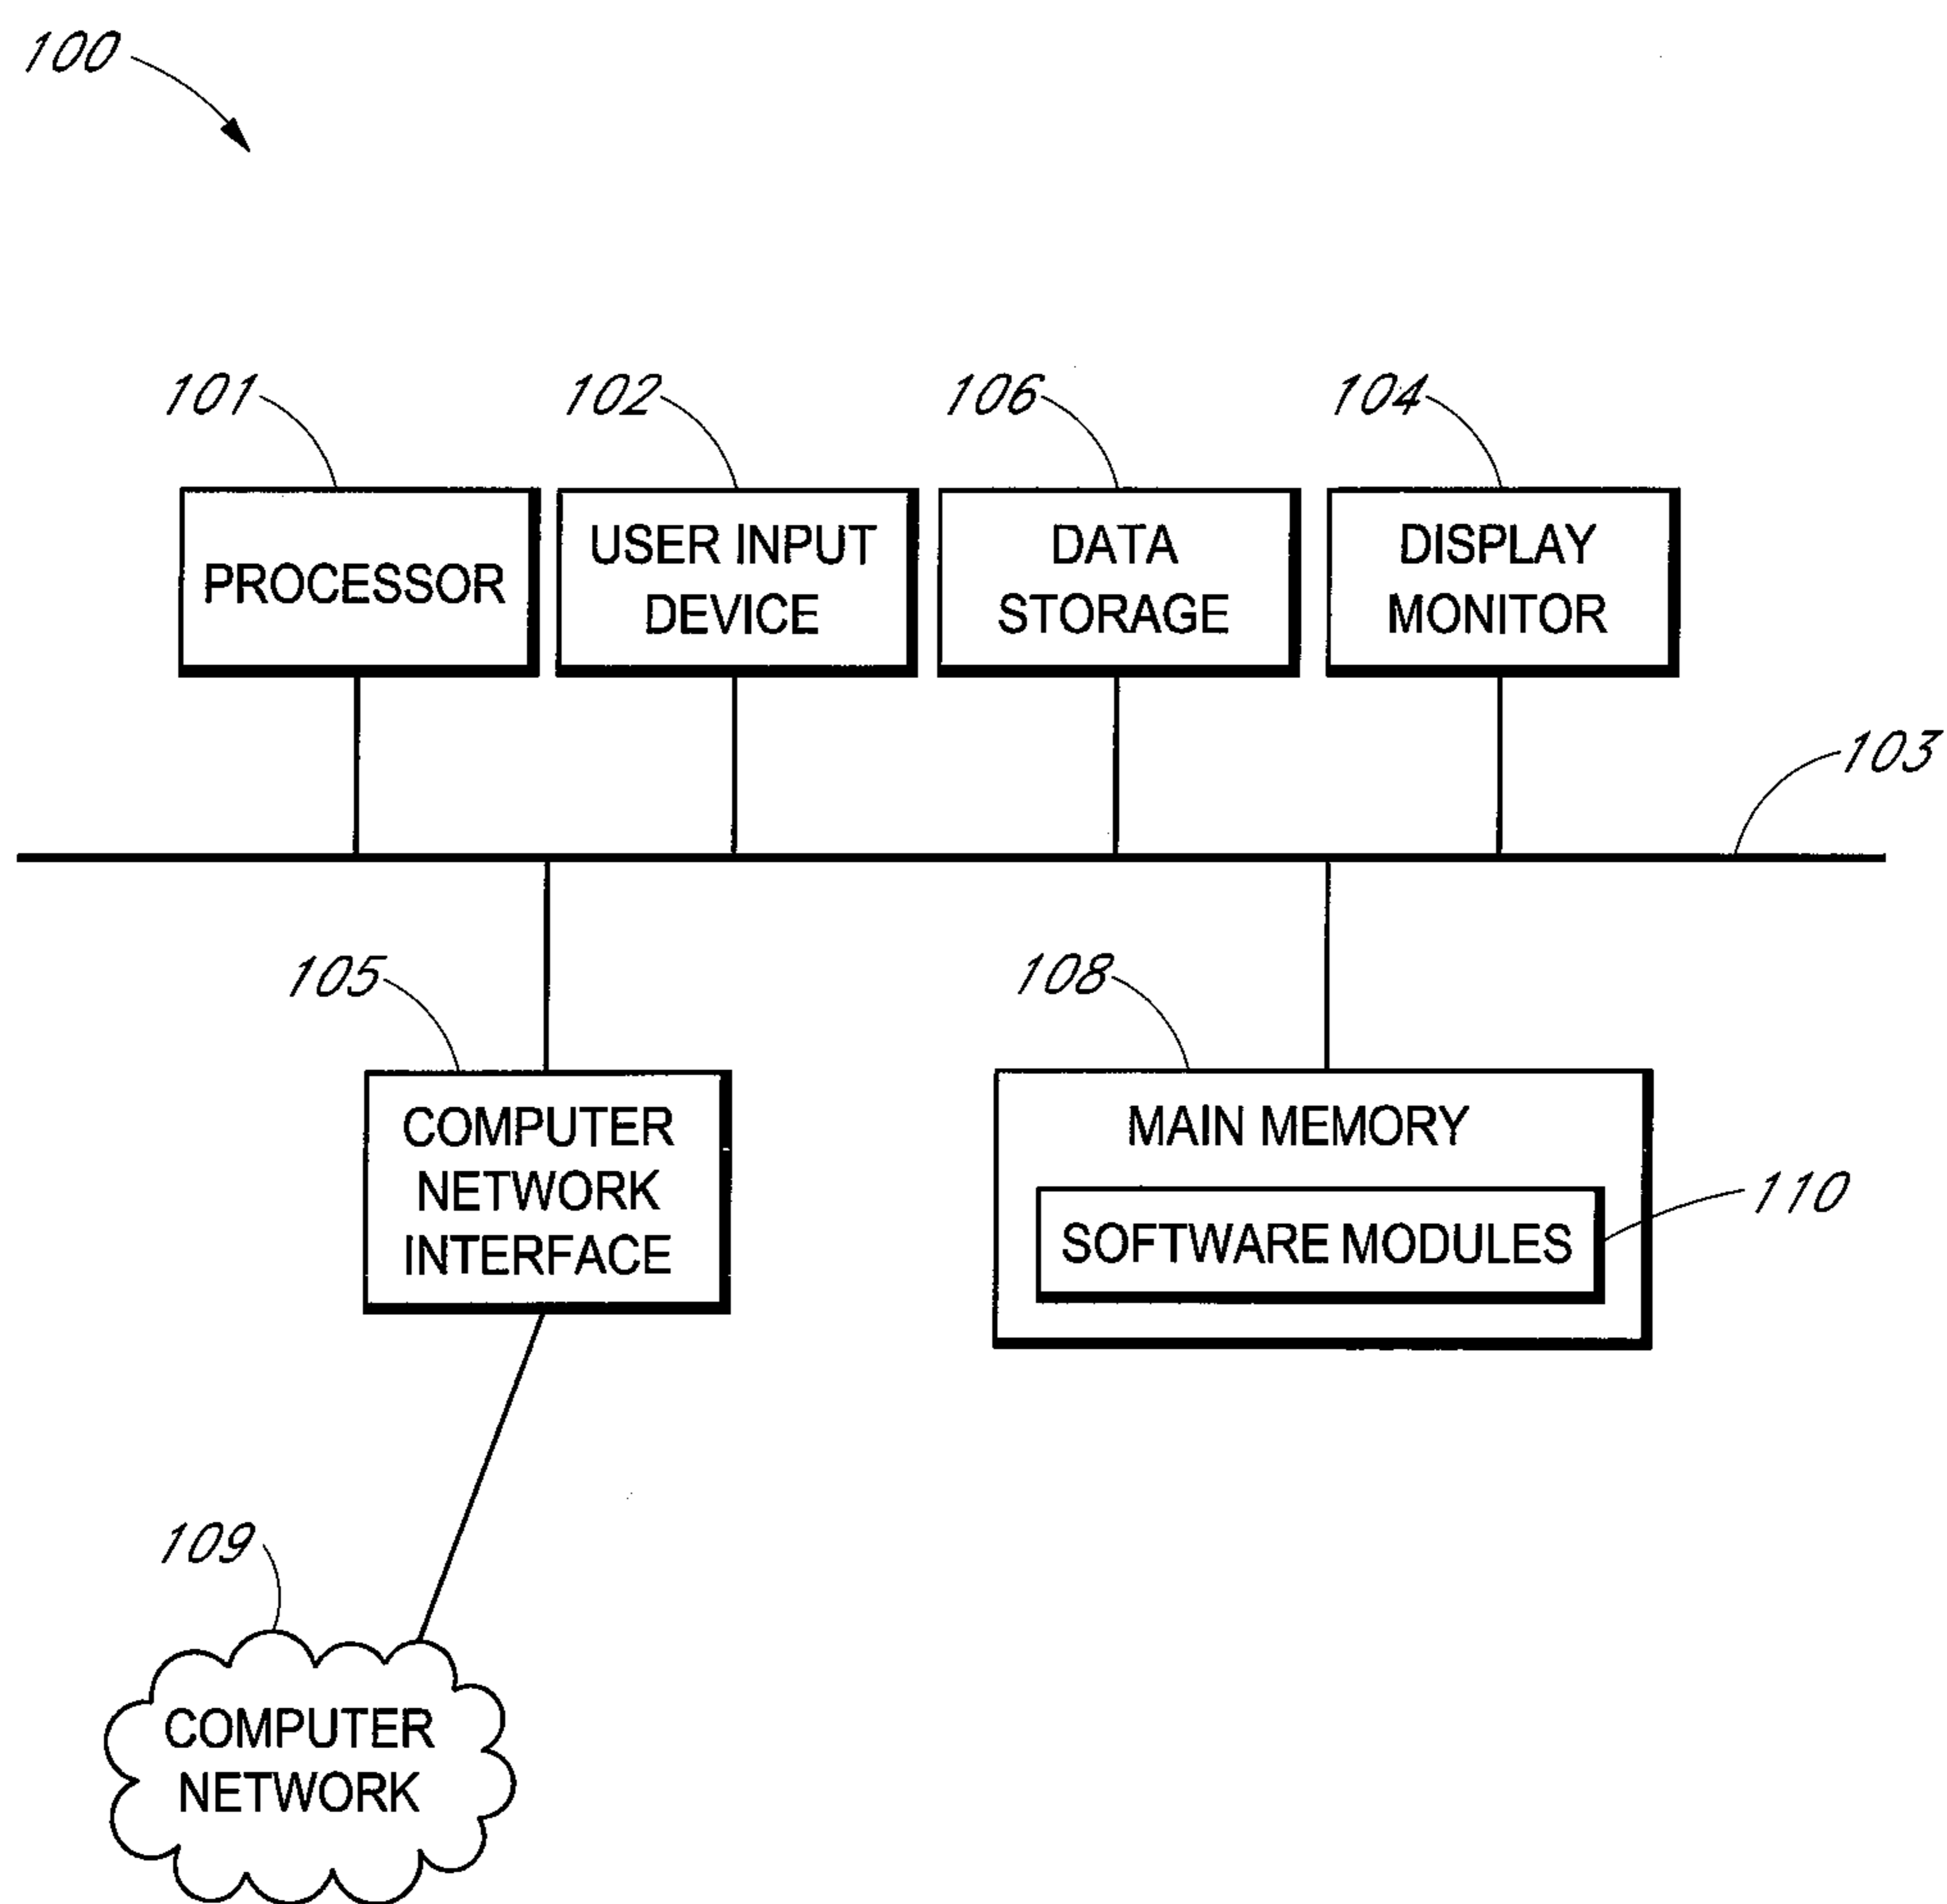 100
101
102
106
104
PROCESSOR
USER INPUT
DEVICE
DATA
STORAGE
DISPLAY
MONITOR
103
105
108
COMPUTER
NETWORK
INTERFACE
MAIN MEMORY
SOFTWARE MODULES
110
109
COMPUTER
NETWORK